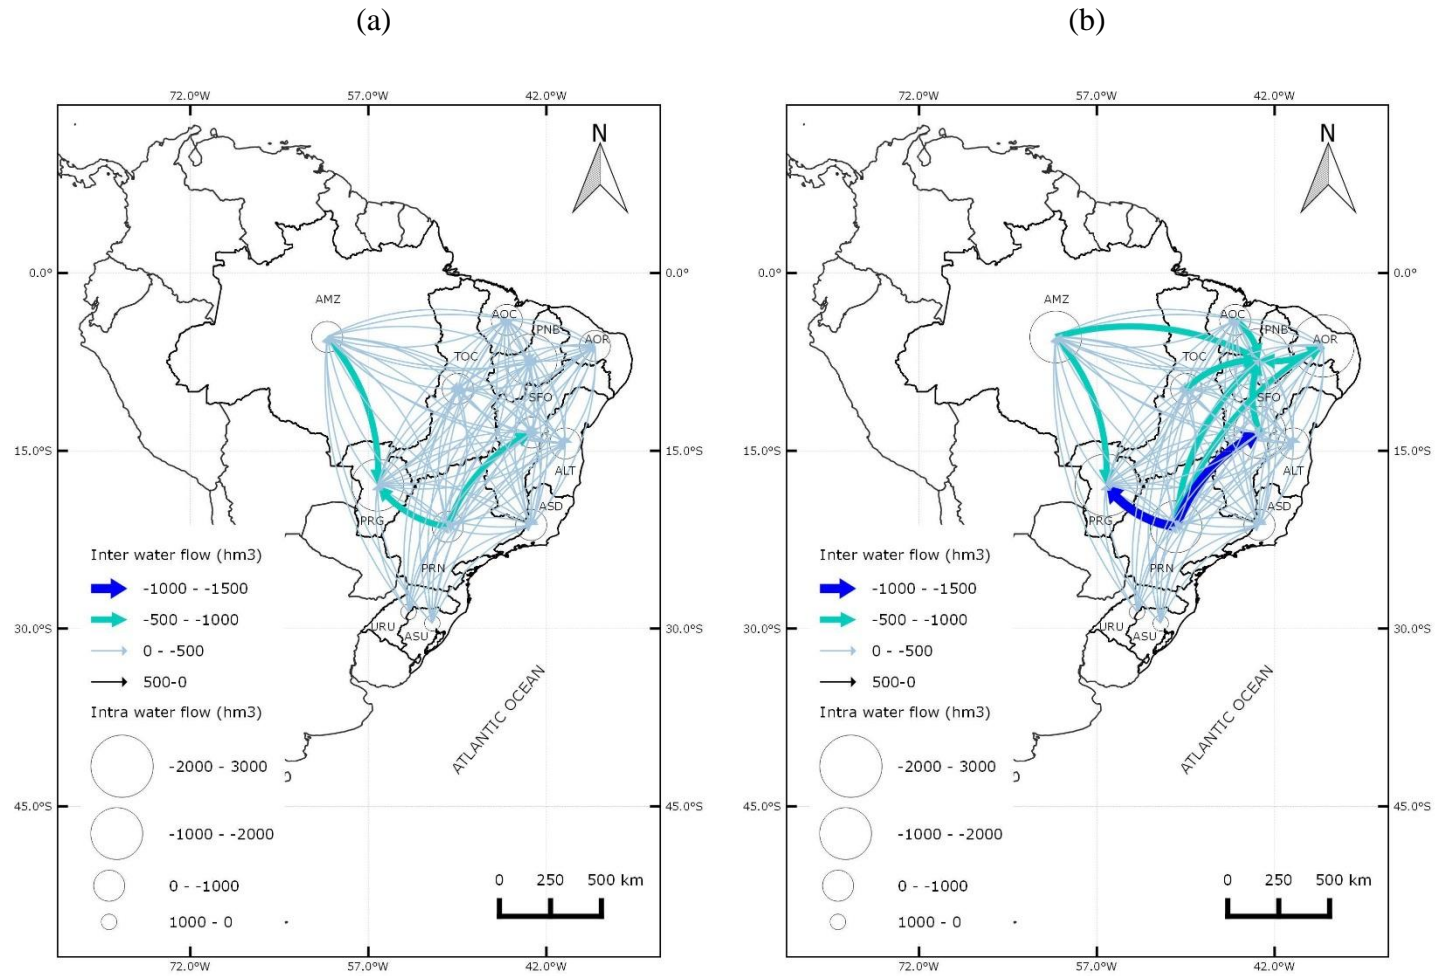 (a)
72.0°W 57.0°W 42.0°W
N
0.0° 0.0°
AMZ
AOC
PNB
AOR
TOC
SFO
15.0°S 15.0°S
ALT
ASD
PRG
PRN
Inter water flow (hm3)
-1000 - -1500
-500 - -1000
0 - -500
500-0
30.0°S 30.0°S
URU
ASU
ATLANTIC OCEAN
Intra water flow (hm3)
-2000 - 3000
-1000 - -2000
0 - -1000
1000 - 0
45.0°S 45.0°S
0 250 500 km
72.0°W 57.0°W 42.0°W
(b)
72.0°W 57.0°W 42.0°W
N
0.0° 0.0°
AMZ
AOC
PNB
AOR
TOC
SFO
15.0°S 15.0°S
ALT
ASD
PRG
PRN
Inter water flow (hm3)
-1000 - -1500
-500 - -1000
0 - -500
500-0
30.0°S 30.0°S
URU
ASU
ATLANTIC OCEAN
Intra water flow (hm3)
-2000 - 3000
-1000 - -2000
0 - -1000
1000 - 0
45.0°S 45.0°S
0 250 500 km
72.0°W 57.0°W 42.0°W